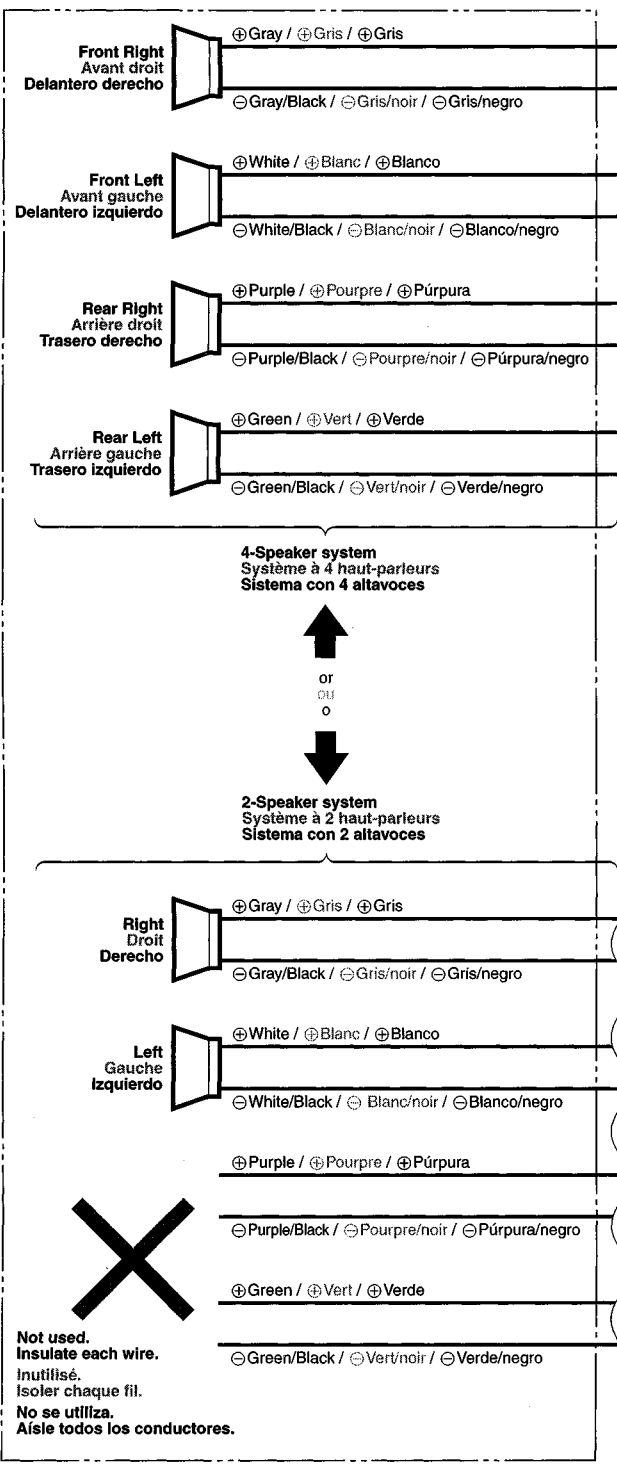 ⊕Gray / ⊕Gris / ⊕Gris
Front Right
Avant droit
Delantero derecho
⊖Gray/Black / ⊖Gris/noir / ⊖Gris/negro
⊕White / ⊕Blanc / ⊕Blanco
Front Left
Avant gauche
Delantero izquierdo
⊖White/Black / ⊖Blanc/noir / ⊖Blanco/negro
⊕Purple / ⊕Pourpre / ⊕Púrpura
Rear Right
Arrière droit
Trasero derecho
⊖Purple/Black / ⊖Pourpre/noir / ⊖Púrpura/negro
⊕Green / ⊕Vert / ⊕Verde
Rear Left
Arrière gauche
Trasero izquierdo
⊖Green/Black / ⊖Vert/noir / ⊖Verde/negro
4-Speaker system
Système à 4 haut-parleurs
Sistema con 4 altavoces
or
ou
o
2-Speaker system
Système à 2 haut-parleurs
Sistema con 2 altavoces
⊕Gray / ⊕Gris / ⊕Gris
Right
Droit
Derecho
⊖Gray/Black / ⊖Gris/noir / ⊖Gris/negro
⊕White / ⊕Blanc / ⊕Blanco
Left
Gauche
Izquierdo
⊖White/Black / ⊖ Blanc/noir / ⊖Blanco/negro
⊕Purple / ⊕Pourpre / ⊕Púrpura
⊖Purple/Black / ⊖Pourpre/noir / ⊖Púrpura/negro
⊕Green / ⊕Vert / ⊕Verde
⊖Green/Black / ⊖Vert/noir / ⊖Verde/negro
Not used.
Insulate each wire.
Inutilisé.
Isoler chaque fil.
No se utiliza.
Aísle todos los conductores.